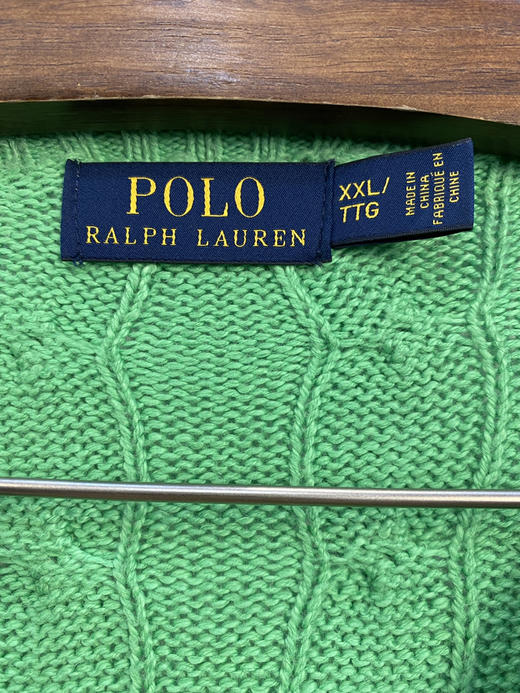 POLO
RALPH LAUREN
XXL/
TTG
MADE IN
CHINA
FABRIQUÉ EN
CHINE